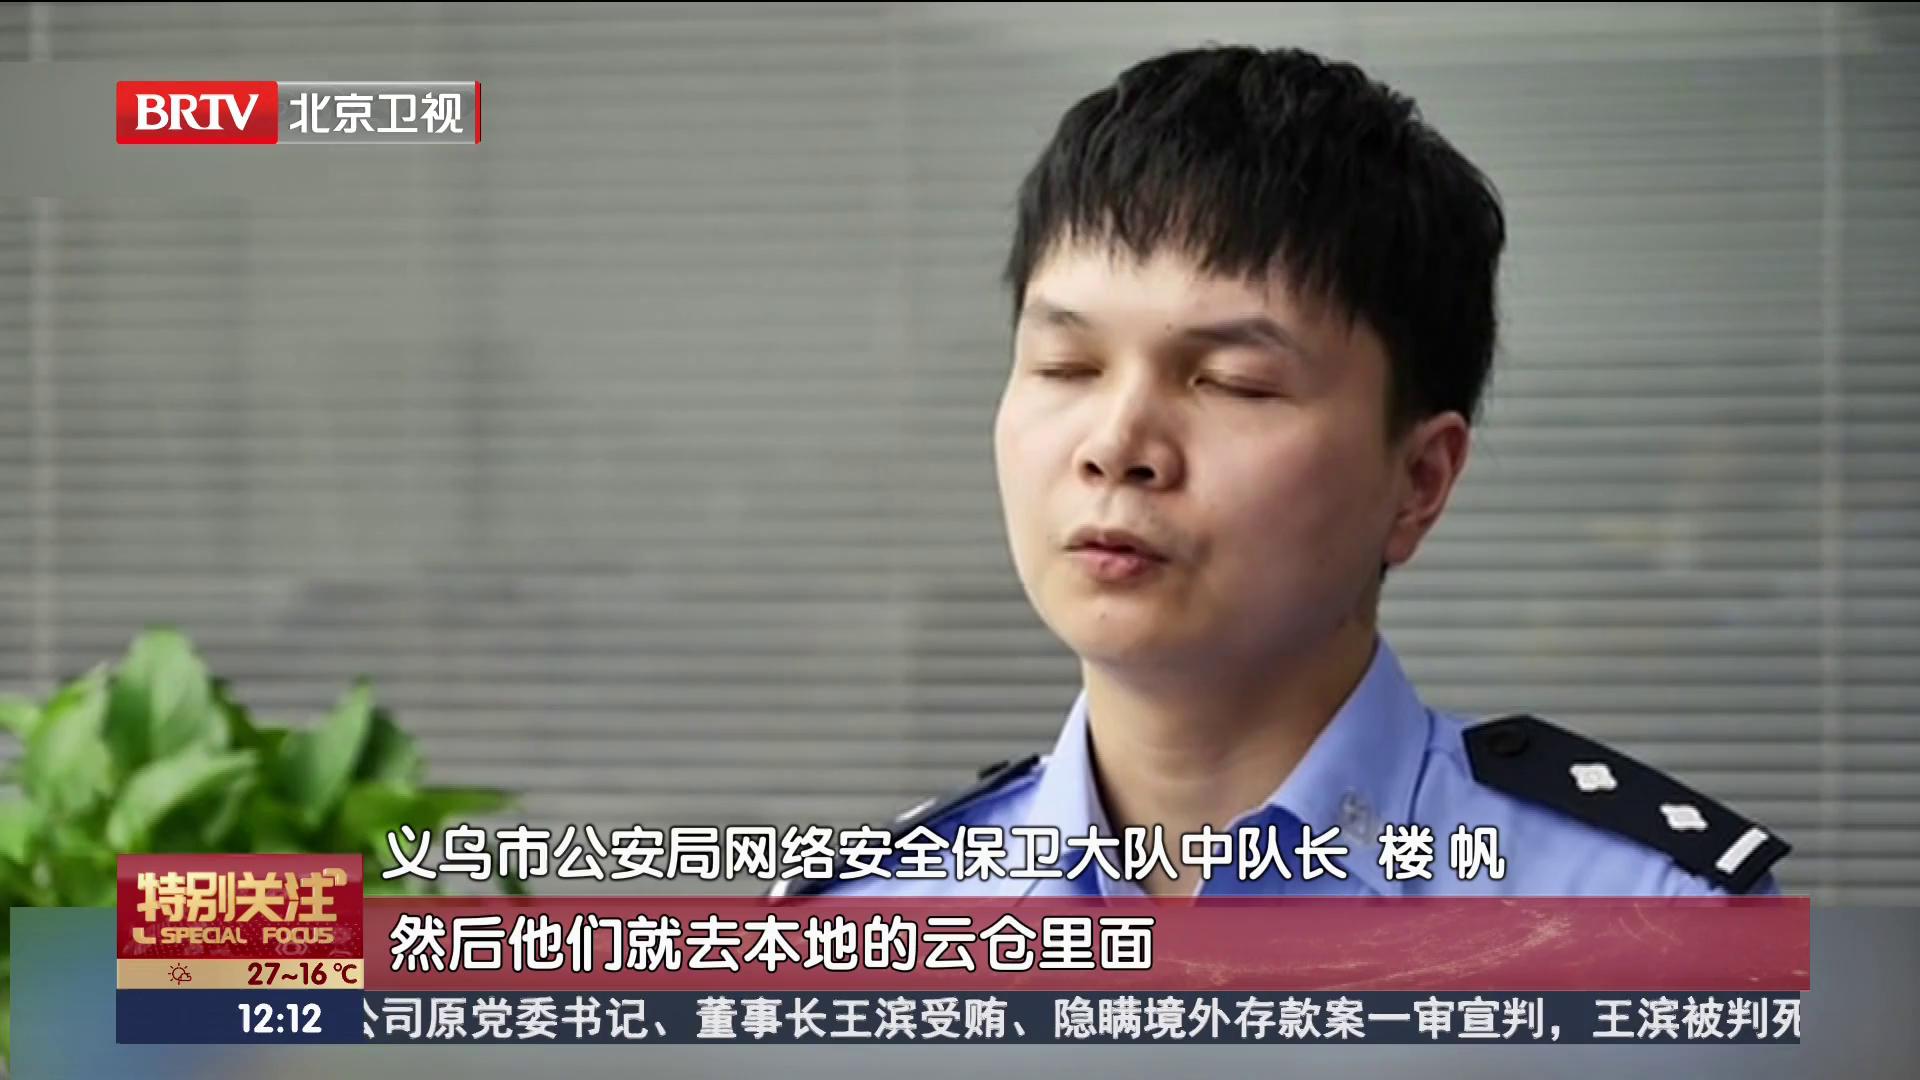 BRTV 北京卫视
义乌市公安局网络安全保卫大队中队长 楼帆
特别关注
SPECIAL FOCUS
然后他们就去本地的云仓里面
27~16℃
12:12
公司原党委书记、董事长王滨受贿、隐瞒境外存款案一审宣判，王滨被判死